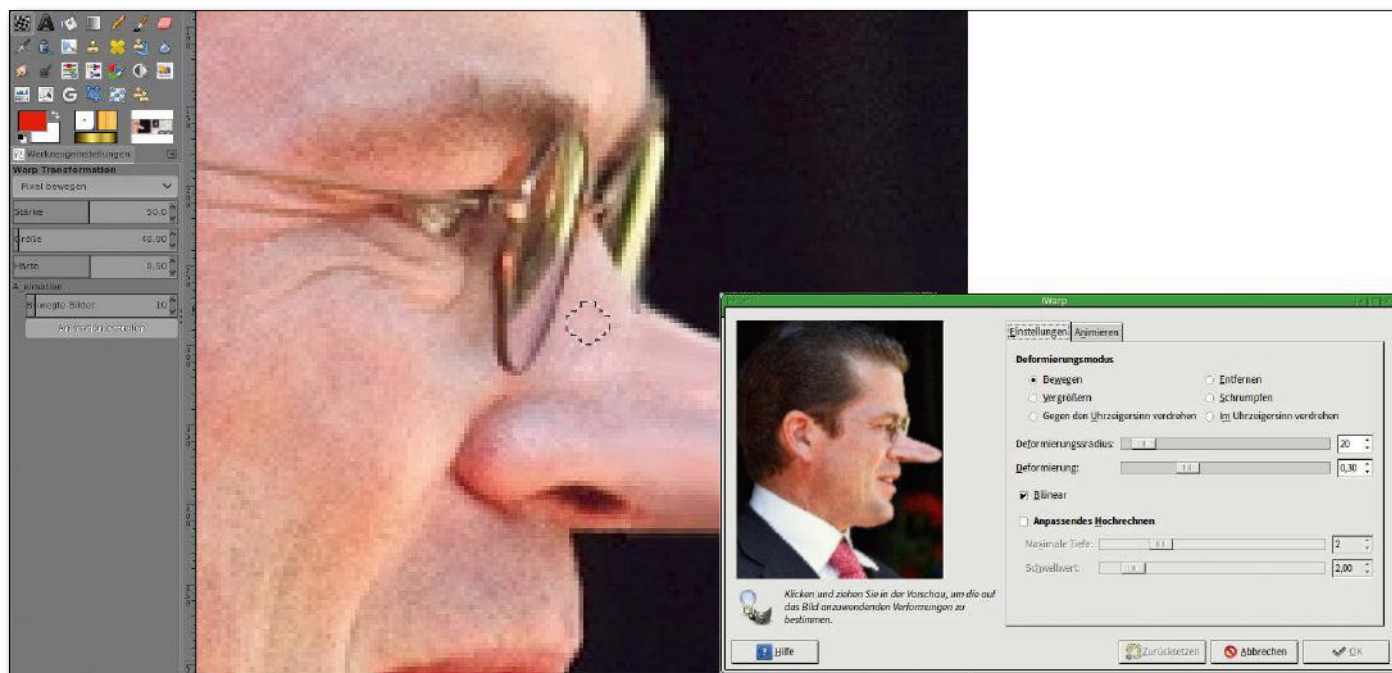 Werkzeugeinstellungen
Warp Transformation
Pixel bewegen
Stärke 50,0
Größe 40,00
Härte 0,50
Animation
Bewegte Bilder 10
Animation erstellen
IWarp
Einstellungen Animieren
Deformierungsmodus
Bewegen Entfernen
Vergrößern Schrumpfen
Gegen den Uhrzeigersinn verdrehen Im Uhrzeigersinn verdrehen
Deformierungsradius: 20
Deformierung: 0,30
Bilinear
Anpassendes Hochrechnen
Maximale Tiefe: 2
Schwellwert: 2,00
Klicken und ziehen Sie in der Vorschau, um die auf
das Bild anzuwendenden Verformungen zu
bestimmen.
Hilfe Zurücksetzen Abbrechen OK